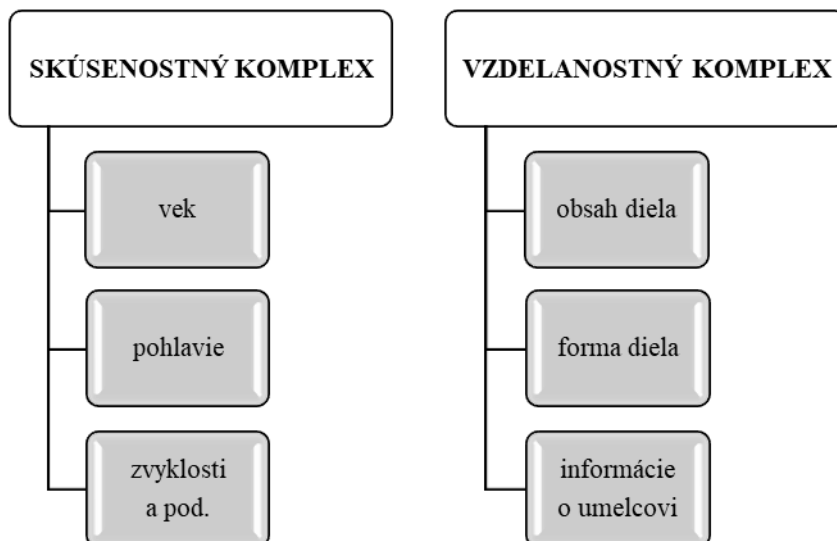 SKÚSENOSTNÝ KOMPLEX
vek
pohlavie
zvyklosti
a pod.
VZDELANOSTNÝ KOMPLEX
obsah diela
forma diela
informácie
o umelcovi